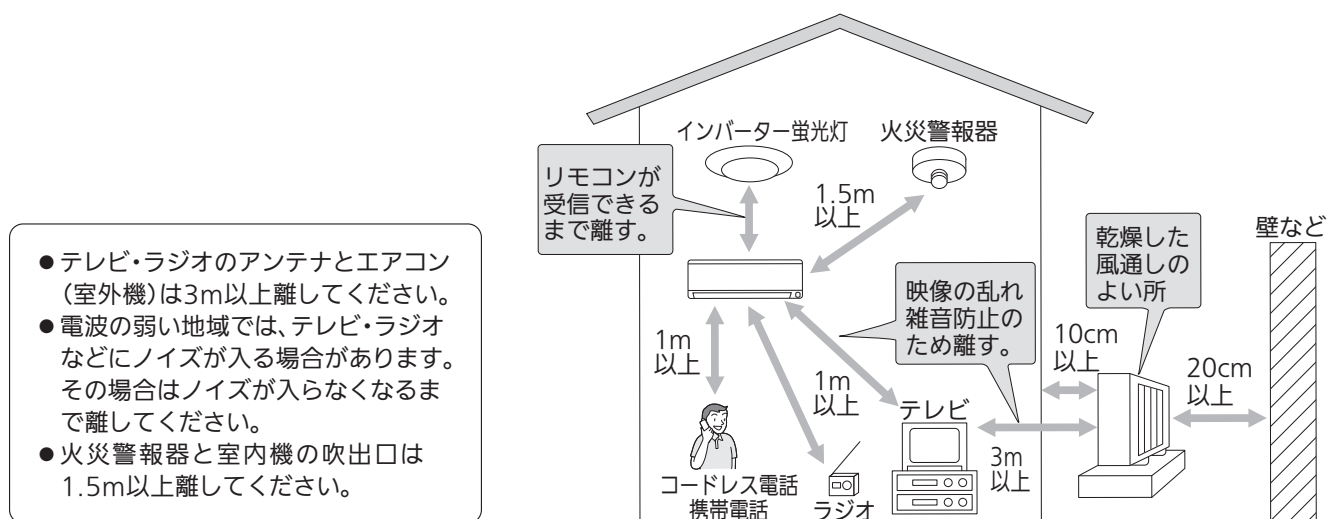 ● テレビ・ラジオのアンテナとエアコン
（室外機）は3m以上離してください。
● 電波の弱い地域では、テレビ・ラジオ
などにノイズが入る場合があります。
その場合はノイズが入らなくなるま
で離してください。
● 火災警報器と室内機の吹出口は
1.5m以上離してください。
インバーター蛍光灯
火災警報器
リモコンが
受信できる
まで離す。
1.5m
以上
乾燥した
風通しの
よい所
壁など
映像の乱れ
雑音防止の
ため離す。
1m
以上
10cm
以上
20cm
以上
1m
以上
テレビ
3m
以上
コードレス電話
携帯電話
ラジオ